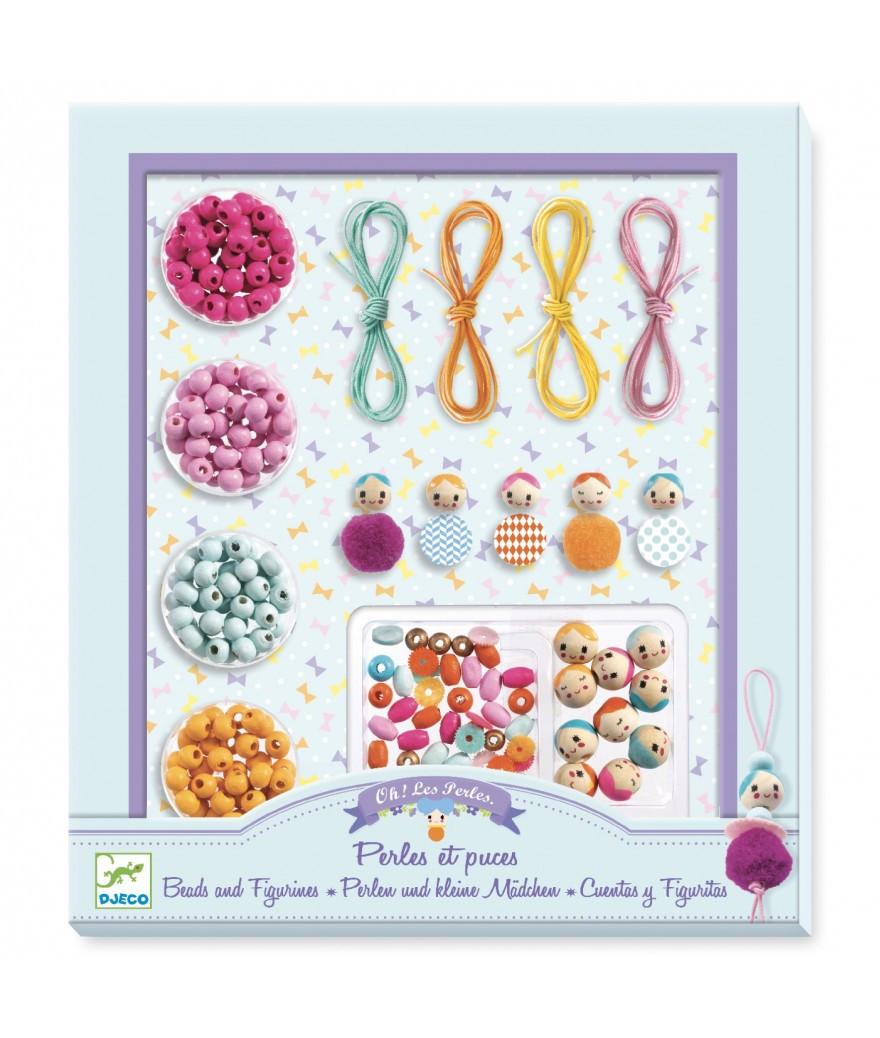 Oh! Les Perles.
Perles et puces
Beads and Figurines ✷ Perlen und kleine Mädchen ✷ Cuentas y Figuritas
DJECO